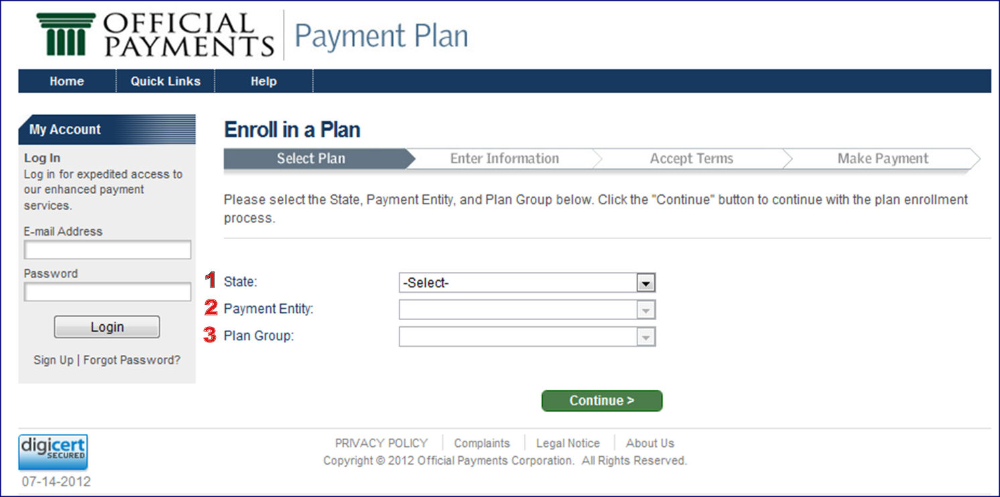 OFFICIAL
PAYMENTS
Payment Plan
Home
Quick Links
Help
My Account
Log In
Log in for expedited access to
our enhanced payment
services.
E-mail Address
Password
Login
Sign Up | Forgot Password?
Enroll in a Plan
Select Plan
Enter Information
Accept Terms
Make Payment
Please select the State, Payment Entity, and Plan Group below. Click the "Continue" button to continue with the plan enrollment
process.
1 State: -Select-
2 Payment Entity:
3 Plan Group:
Continue >
digicert
SECURED
07-14-2012
PRIVACY POLICY
Complaints
Legal Notice
About Us
Copyright © 2012 Official Payments Corporation. All Rights Reserved.